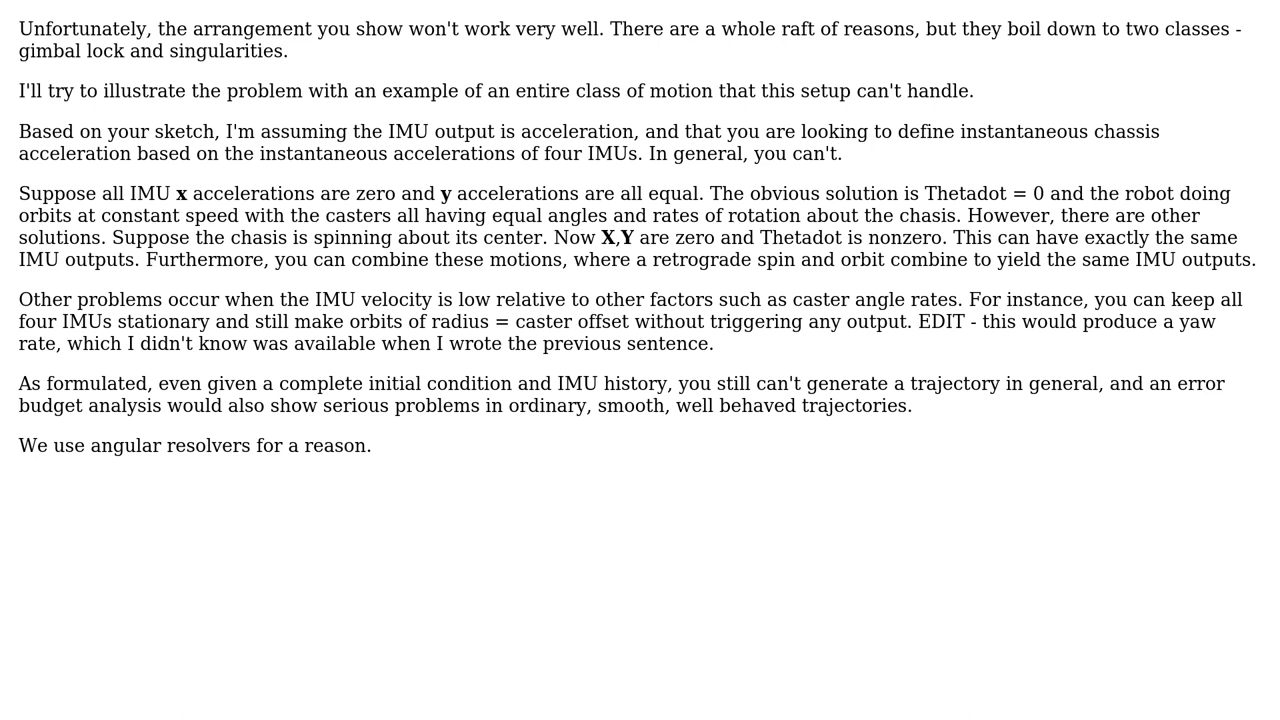 Unfortunately, the arrangement you show won't work very well. There are a whole raft of reasons, but they boil down to two classes -
gimbal lock and singularities.
I'll try to illustrate the problem with an example of an entire class of motion that this setup can't handle.
Based on your sketch, I'm assuming the IMU output is acceleration, and that you are looking to define instantaneous chassis
acceleration based on the instantaneous accelerations of four IMUs. In general, you can't.
Suppose all IMU x accelerations are zero and y accelerations are all equal. The obvious solution is Thetadot = 0 and the robot doing
orbits at constant speed with the casters all having equal angles and rates of rotation about the chasis. However, there are other
solutions. Suppose the chasis is spinning about its center. Now X,Y are zero and Thetadot is nonzero. This can have exactly the same
IMU outputs. Furthermore, you can combine these motions, where a retrograde spin and orbit combine to yield the same IMU outputs.
Other problems occur when the IMU velocity is low relative to other factors such as caster angle rates. For instance, you can keep all
four IMUs stationary and still make orbits of radius = caster offset without triggering any output. EDIT - this would produce a yaw
rate, which I didn't know was available when I wrote the previous sentence.
As formulated, even given a complete initial condition and IMU history, you still can't generate a trajectory in general, and an error
budget analysis would also show serious problems in ordinary, smooth, well behaved trajectories.
We use angular resolvers for a reason.